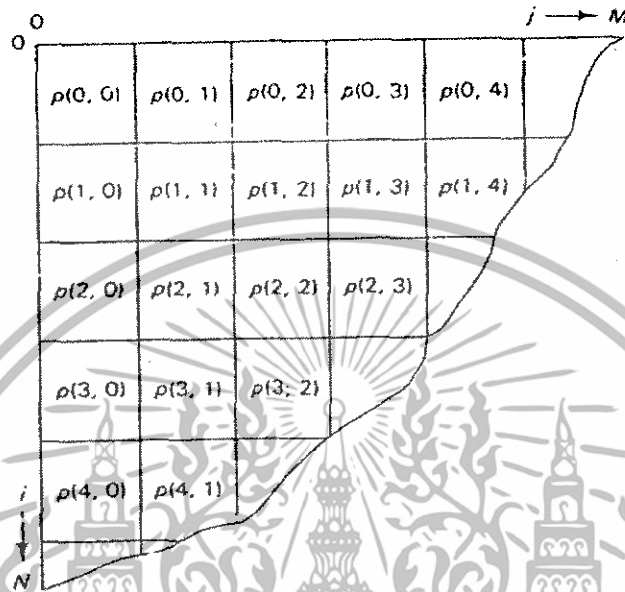 0 j → M
0
p(0, 0) p(0, 1) p(0, 2) p(0, 3) p(0, 4)
p(1, 0) p(1, 1) p(1, 2) p(1, 3) p(1, 4)
p(2, 0) p(2, 1) p(2, 2) p(2, 3)
p(3, 0) p(3, 1) p(3; 2)
p(4, 0) p(4, 1)
i
↓
N